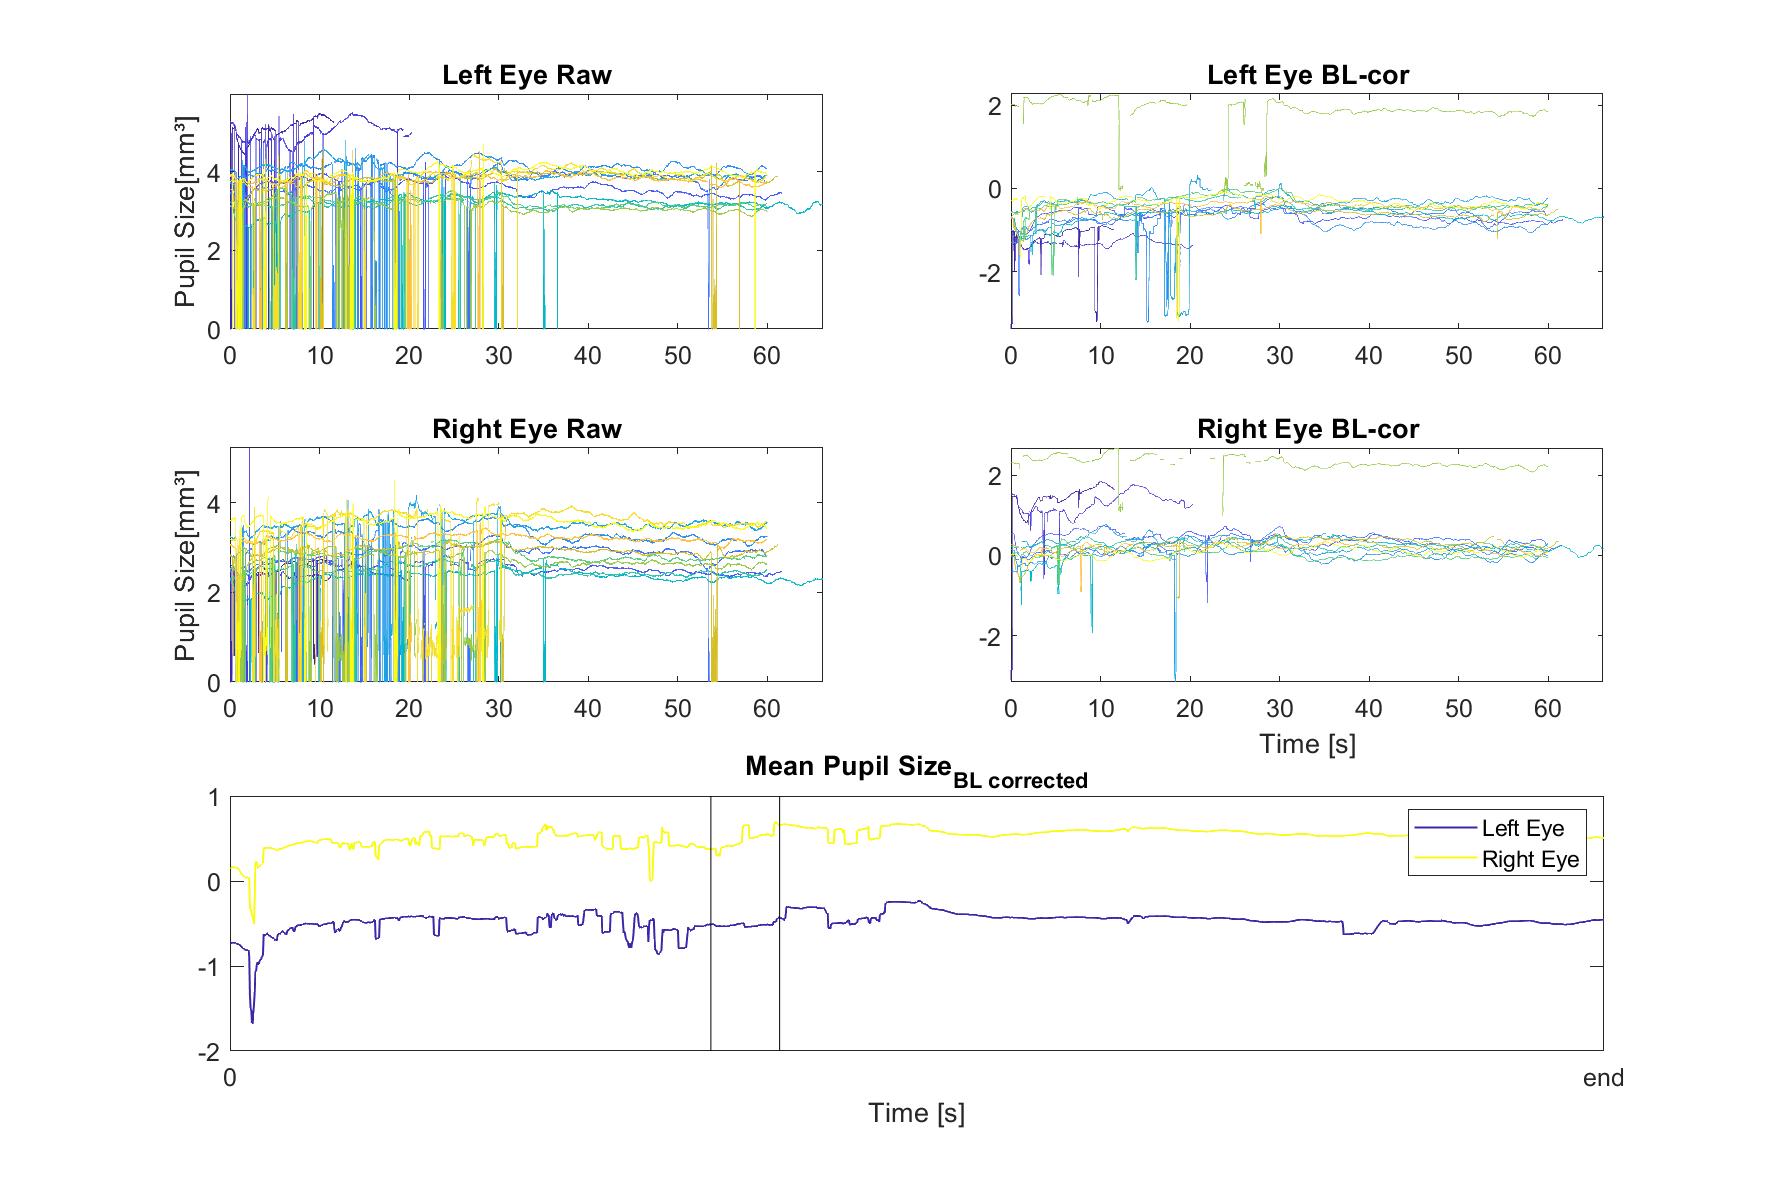 Left Eye Raw
Pupil Size[mm³]
4
2
0
0 10 20 30 40 50 60
Left Eye BL-cor
2
0
-2
0 10 20 30 40 50 60
Right Eye Raw
Pupil Size[mm³]
4
2
0
0 10 20 30 40 50 60
Right Eye BL-cor
2
0
-2
0 10 20 30 40 50 60
Time [s]
Mean Pupil Size BL corrected
1
0
-1
-2
Left Eye
Right Eye
0 end
Time [s]